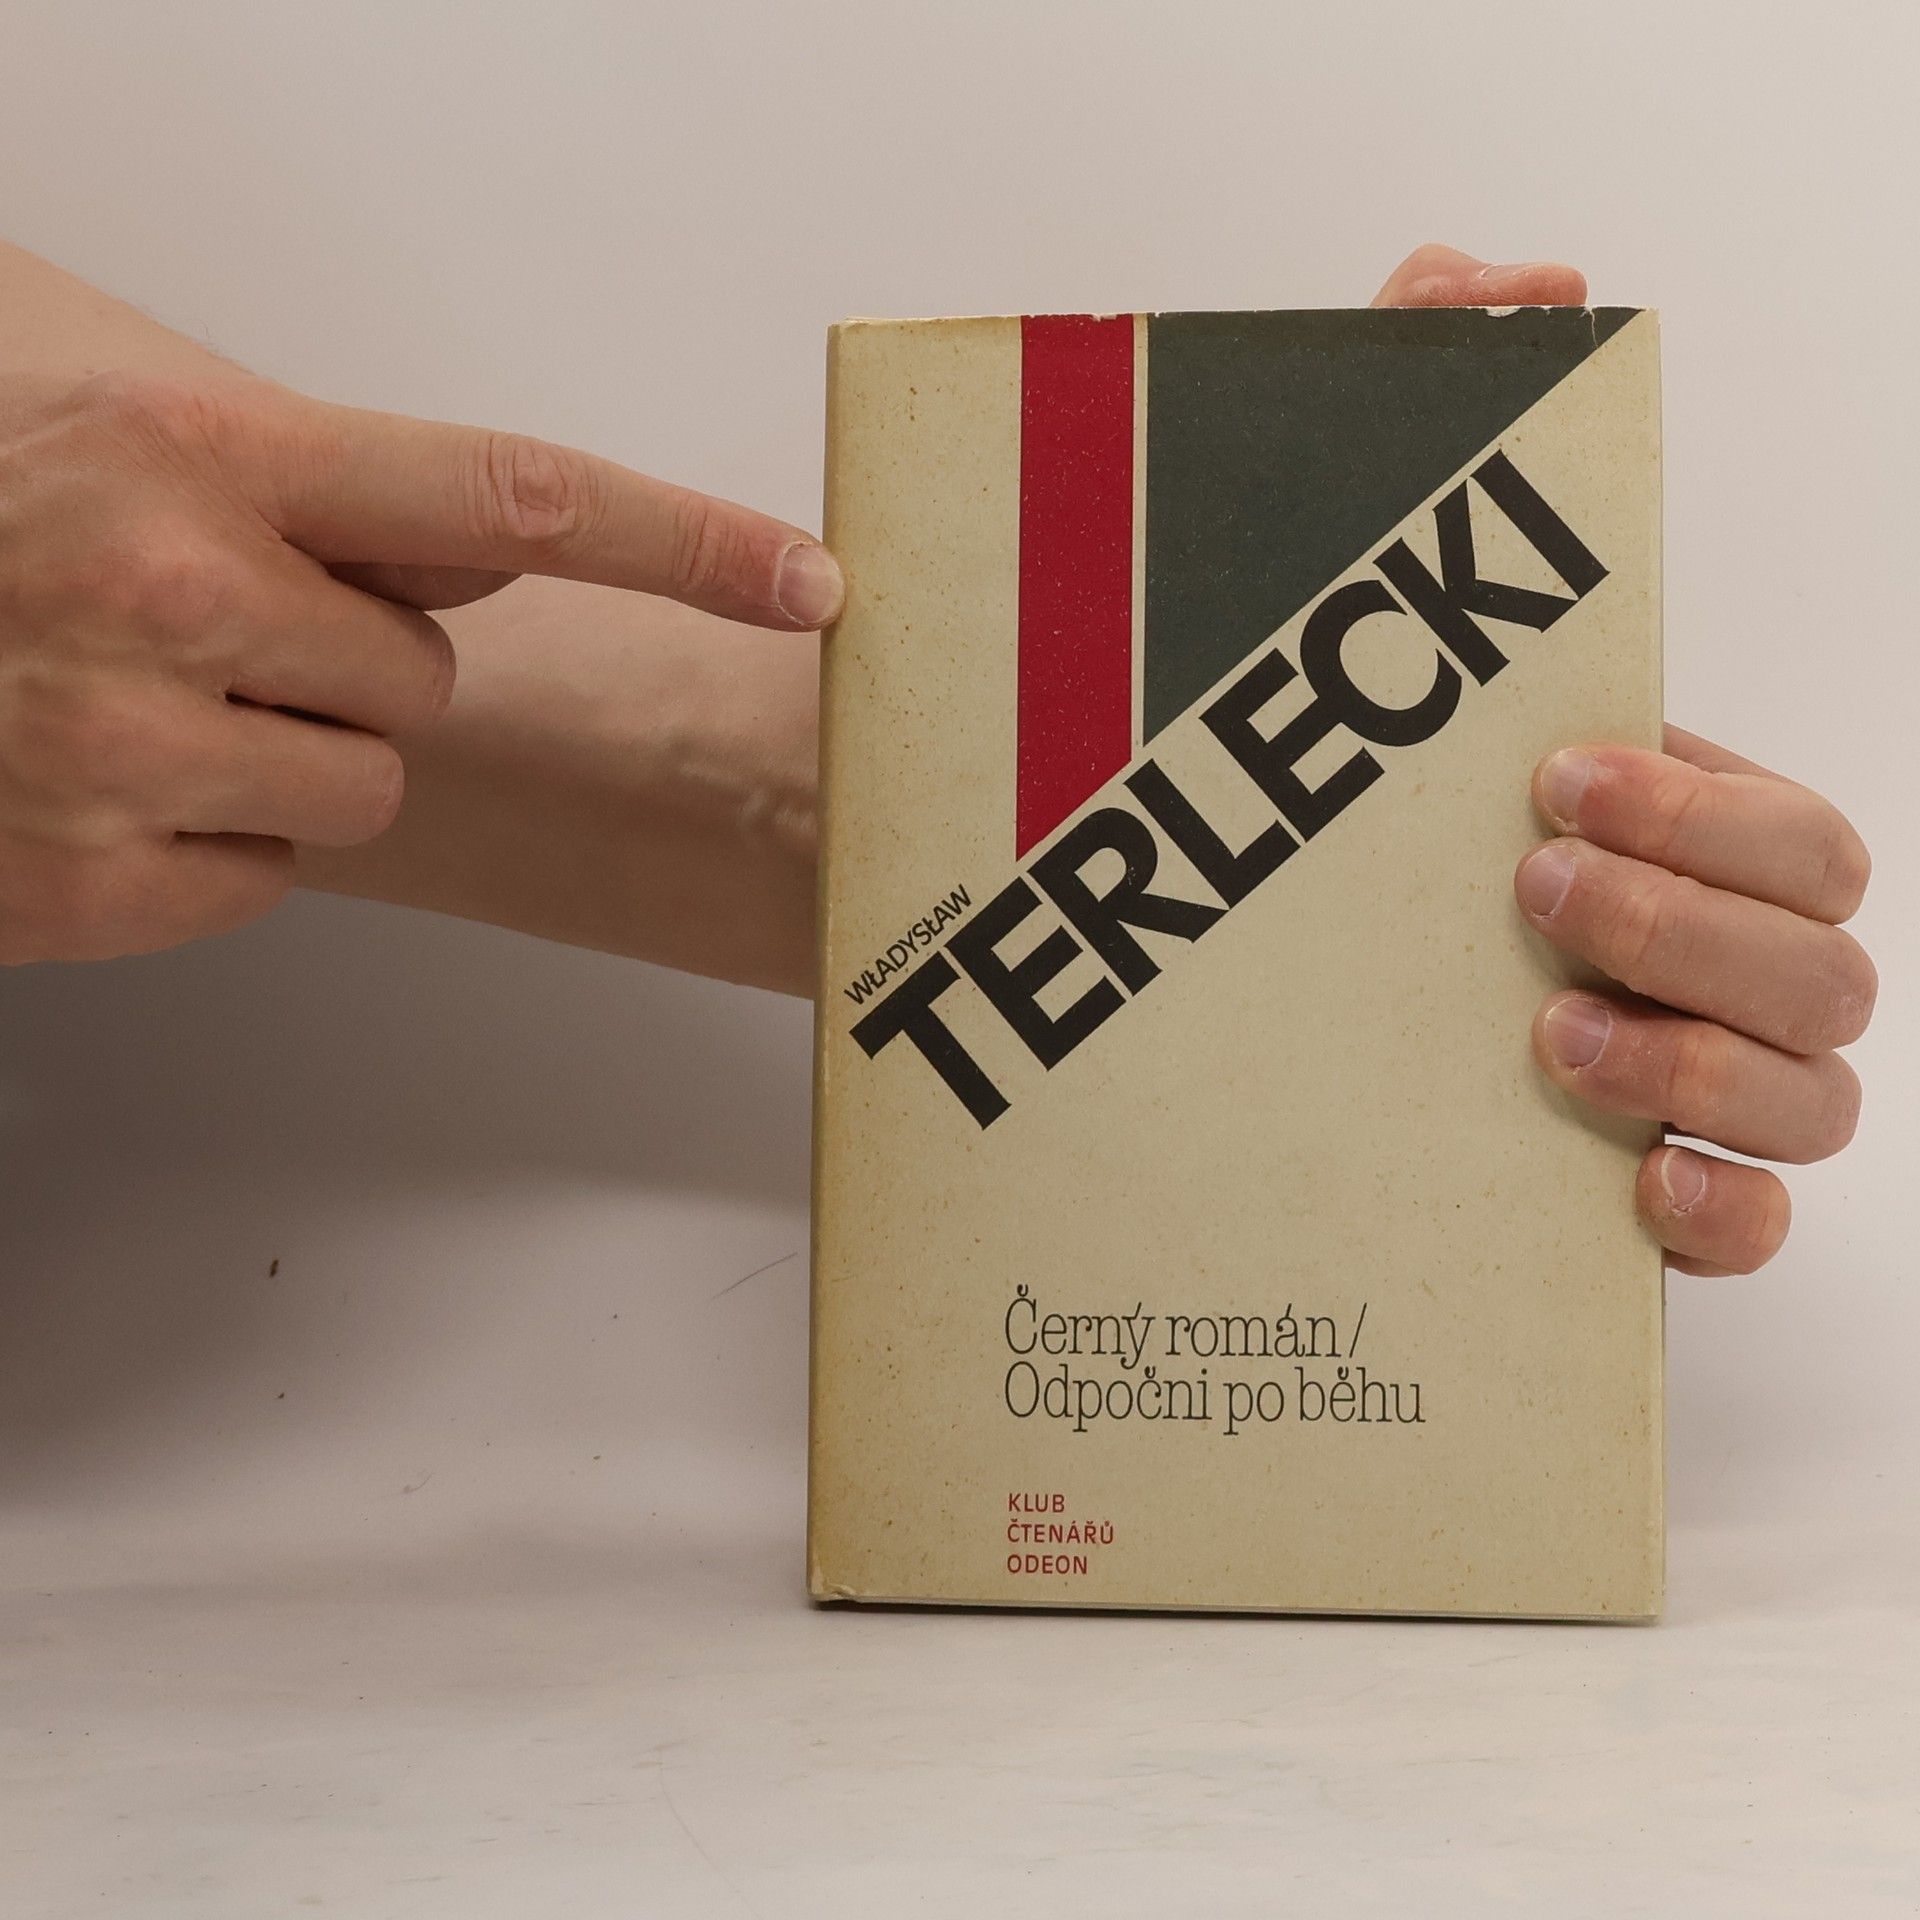 WŁADYSŁAW
TERLECKI
Černý román/
Odpočni po běhu
KLUB
ČTENÁŘŮ
ODEON